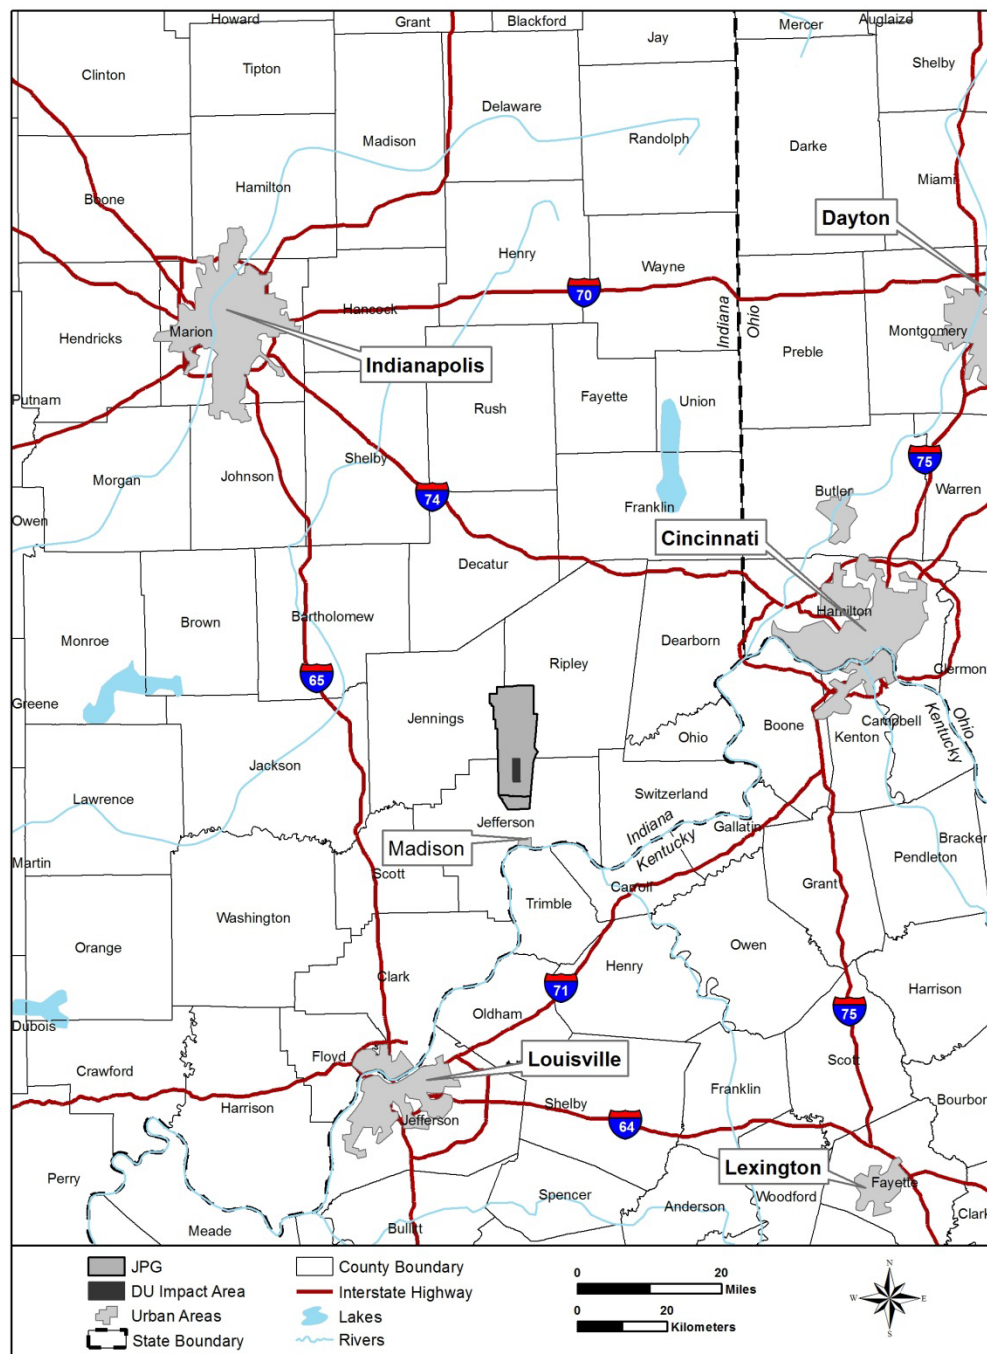 Howard
Grant
Blackford
Jay
Mercer
Auglaize
Clinton
Tipton
Shelby
Delaware
Madison
Randolph
Darke
Hamilton
Boone
Miami
Dayton
Henry
Wayne
70
Hancock
Indiana
Ohio
Marion
Hendricks
Montgomery
Preble
Indianapolis
Putnam
Rush
Fayette
Union
Shelby
75
Morgan
Johnson
74
Butler
Warren
Franklin
Owen
Cincinnati
Decatur
Brown
Bartholomew
Hamilton
Monroe
Dearborn
Ripley
Clermont
65
Greene
Jennings
Boone
Campbell
Ohio
Kentucky
Ohio
Kenton
Jackson
Lawrence
Switzerland
Jefferson
Indiana
Kentucky
Gallatin
Madison
Bracken
Martin
Pendleton
Scott
Carroll
Grant
Trimble
Washington
Orange
Owen
Clark
Henry
71
Harrison
Oldham
75
Dubois
Floyd
Louisville
Scott
Crawford
Franklin
Harrison
Shelby
Bourbon
Jefferson
64
Lexington
Perry
Fayette
Spencer
Woodford
Anderson
Clark
Meade
Bullitt
JPG
DU Impact Area
Urban Areas
State Boundary
County Boundary
Interstate Highway
Lakes
Rivers
0 20
Miles
0 20
Kilometers
N
W E
S